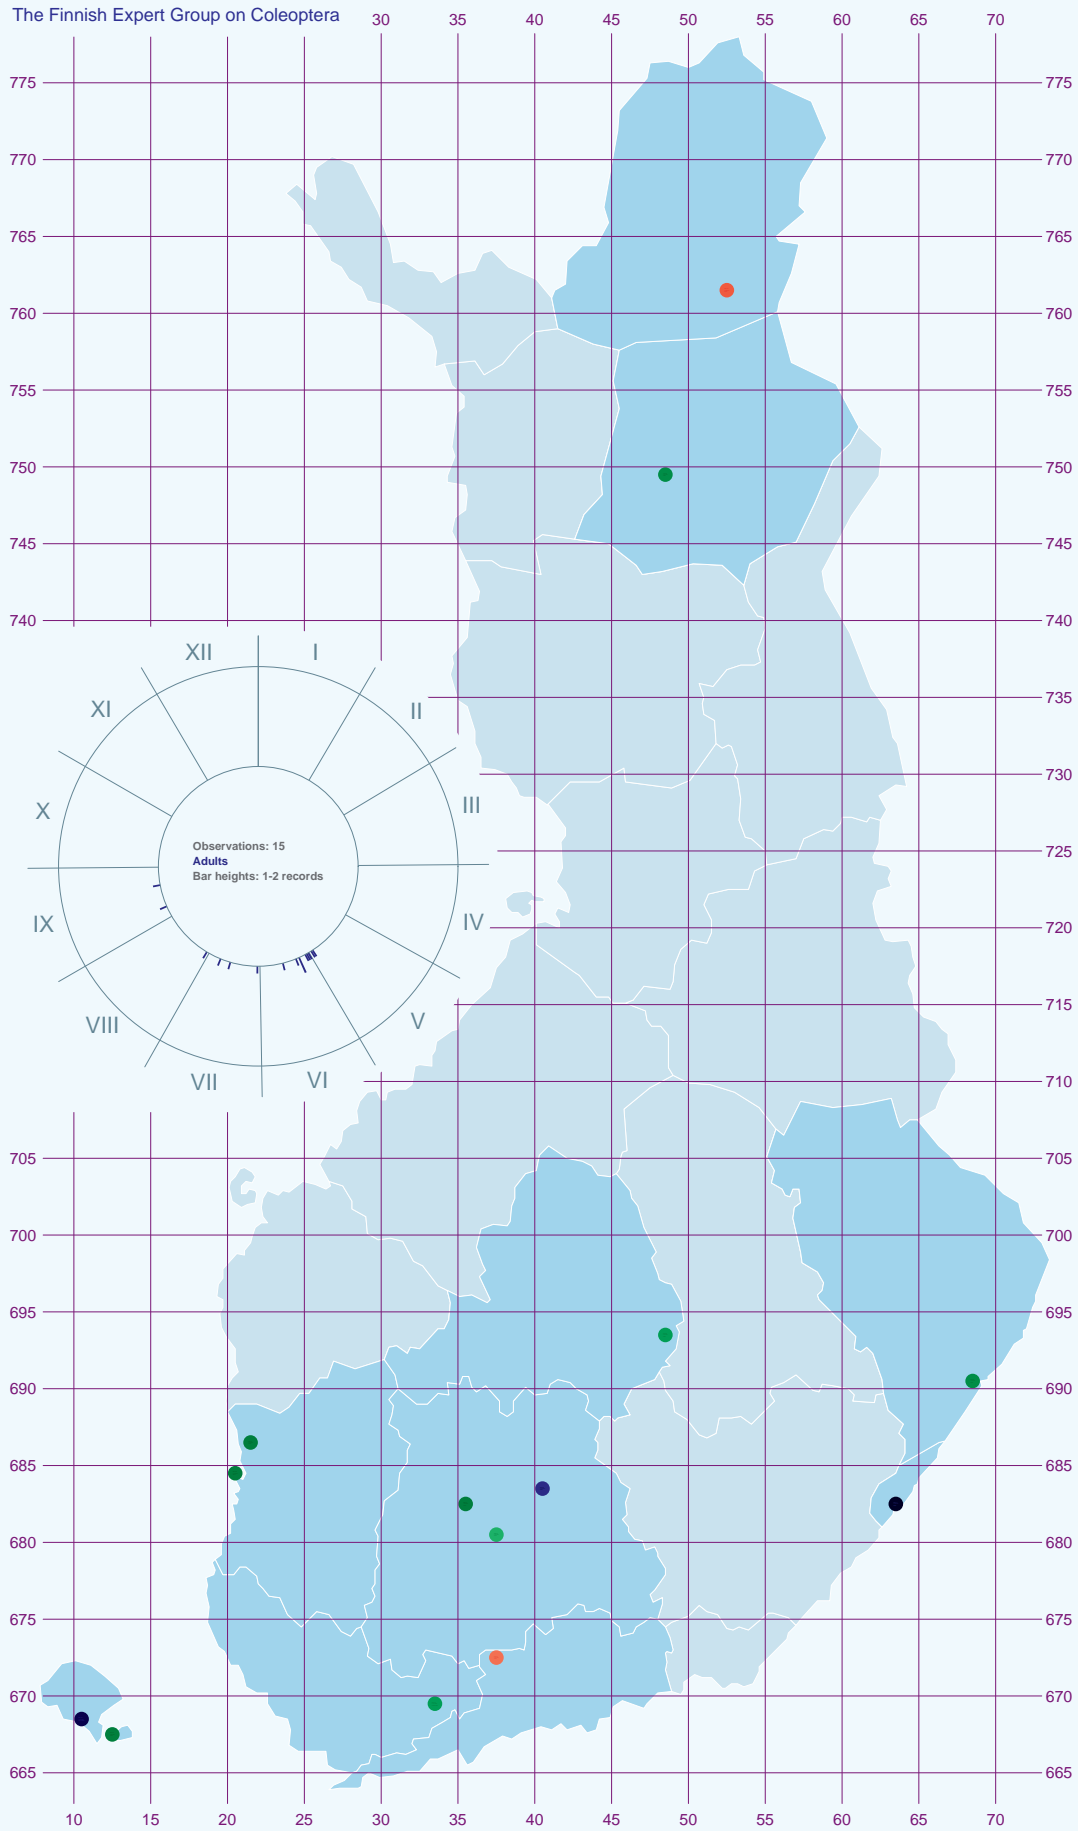 The Finnish Expert Group on Coleoptera
30 35 40 45 50 55 60 65 70
775 775
770 770
765 765
760 760
755 755
750 750
745 745
740 740
XII I
735
XI II
730
III
X
Observations: 15
725
Adults
Bar heights: 1-2 records
IX IV
720
VIII V
715
VII VI
710
705 705
700 700
695 695
690 690
685 685
680 680
675 675
670 670
665 665
10 15 20 25 30 35 40 45 50 55 60 65 70